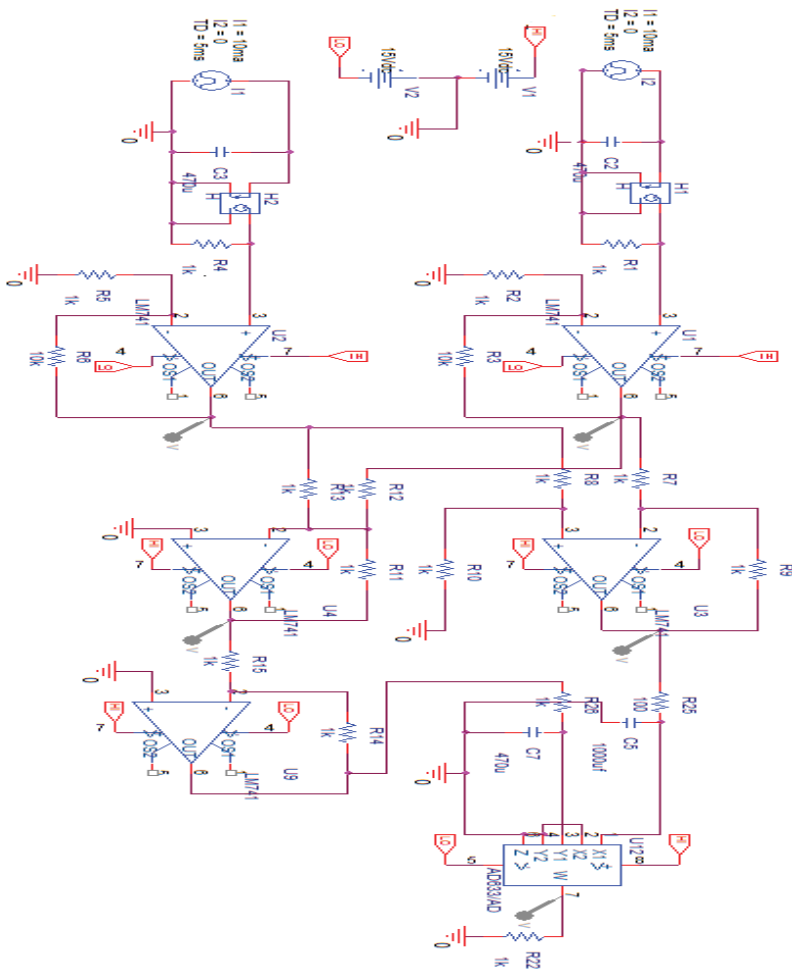 I1 = 10ma
I2 = 0
TD = 5ms
I1
0
C3
470u
H2
H
R4
1k
R5
1k
0
LM741
U2
3
2
+
-
7
HI
4
LO
OS2
OS1
OUT
5
1
6
R6
10k
V
LO
15Vdc
V2
15Vdc
V1
HI
0
I1 = 10ma
I2 = 0
TD = 5ms
I2
0
C2
470u
H1
H
R1
1k
R2
1k
0
LM741
U1
3
2
+
-
7
HI
4
LO
OS2
OS1
OUT
5
1
6
R3
10k
V
R13
1k
R12
1k
R8
1k
R7
1k
0
3
2
+
-
HI
7
LO
4
OS2
OS1
OUT
5
1
6
LM741
U4
R11
1k
V
R10
1k
0
3
2
+
-
HI
7
LO
4
OS2
OS1
OUT
5
1
6
LM741
U3
R9
1k
V
R15
1k
0
3
2
+
-
HI
7
LO
4
OS2
OS1
OUT
5
1
6
LM741
U9
R14
1k
R26
1k
R25
100
C5
1000uf
C7
470u
0
U12
X1
X2
Y1
Y2
Z
W
1
2
3
4
6
8
HI
5
LO
7
AD633/AD
V
R22
1k
0